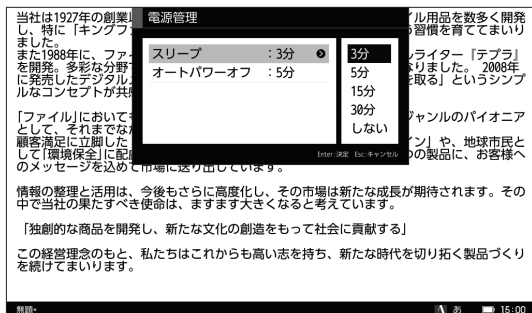 当社は1927年の創業
イル用品を数多く開発
し、特に「キングファ
う習慣を育ててまいり
ました。
また1988年に、ファイ
ルライター『テプラ』
を開発。多彩な分野で
なりました。 2008年
に発売したデジタルメ
を取る」というシンプ
ルなコンセプトが共感
電源管理
スリープ ：3分
オートパワーオフ ：5分
3分
5分
15分
30分
しない
Enter:決定 Esc:キャンセル
「ファイル」においても
ジャンルのパイオニア
として、それまでなか
顧客満足に立脚した「
イン」や、地球市民と
して「環境保全」に配慮
つの製品に、お客様へ
のメッセージを込めて市場に送り出しています。
情報の整理と活用は、今後もさらに高度化し、その市場は新たな成長が期待されます。その
中で当社の果たすべき使命は、ますます大きくなると考えています。
「独創的な商品を開発し、新たな文化の創造をもって社会に貢献する」
この経営理念のもと、私たちはこれからも高い志を持ち、新たな時代を切り拓く製品づくり
を続けてまいります。
無題* A あ 15:00